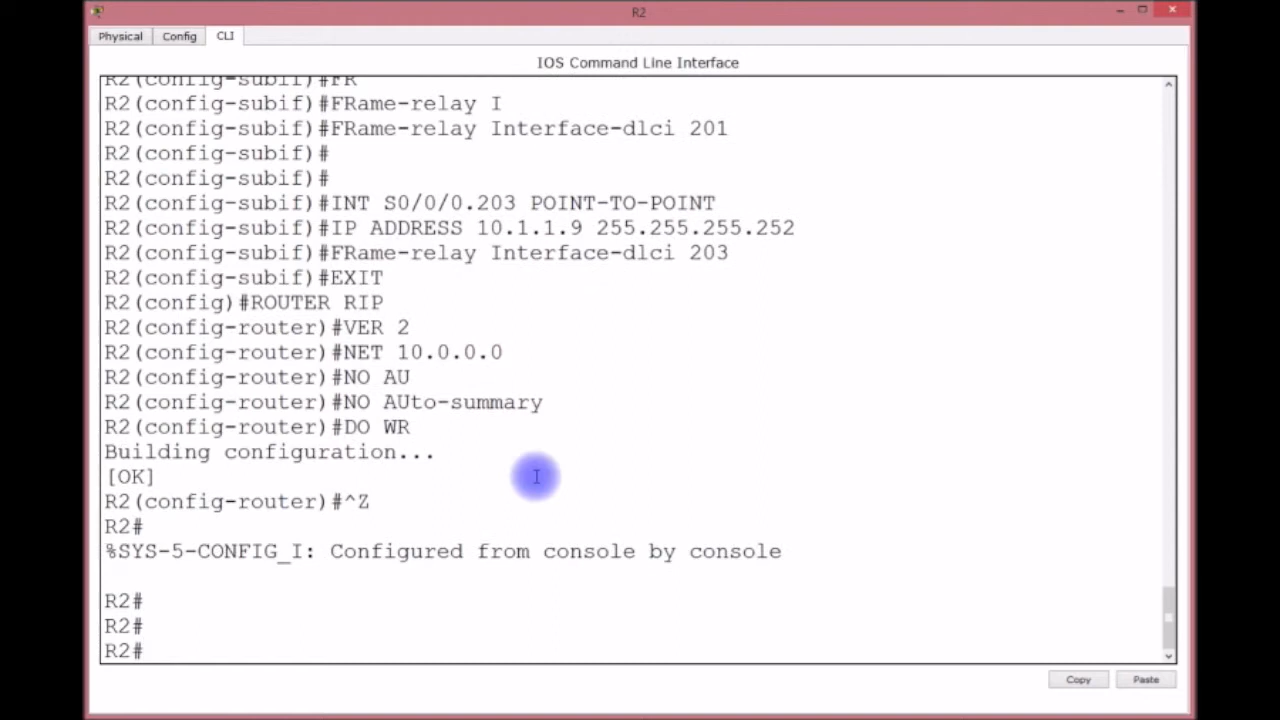 R2
Physical Config CLI
IOS Command Line Interface
R2(config-subif)#FR
R2(config-subif)#FRame-relay I
R2(config-subif)#FRame-relay Interface-dlci 201
R2(config-subif)#
R2(config-subif)#
R2(config-subif)#INT S0/0/0.203 POINT-TO-POINT
R2(config-subif)#IP ADDRESS 10.1.1.9 255.255.255.252
R2(config-subif)#FRame-relay Interface-dlci 203
R2(config-subif)#EXIT
R2(config)#ROUTER RIP
R2(config-router)#VER 2
R2(config-router)#NET 10.0.0.0
R2(config-router)#NO AU
R2(config-router)#NO AUto-summary
R2(config-router)#DO WR
Building configuration...
[OK]
R2(config-router)#^Z
R2#
%SYS-5-CONFIG_I: Configured from console by console
R2#
R2#
R2#
Copy Paste